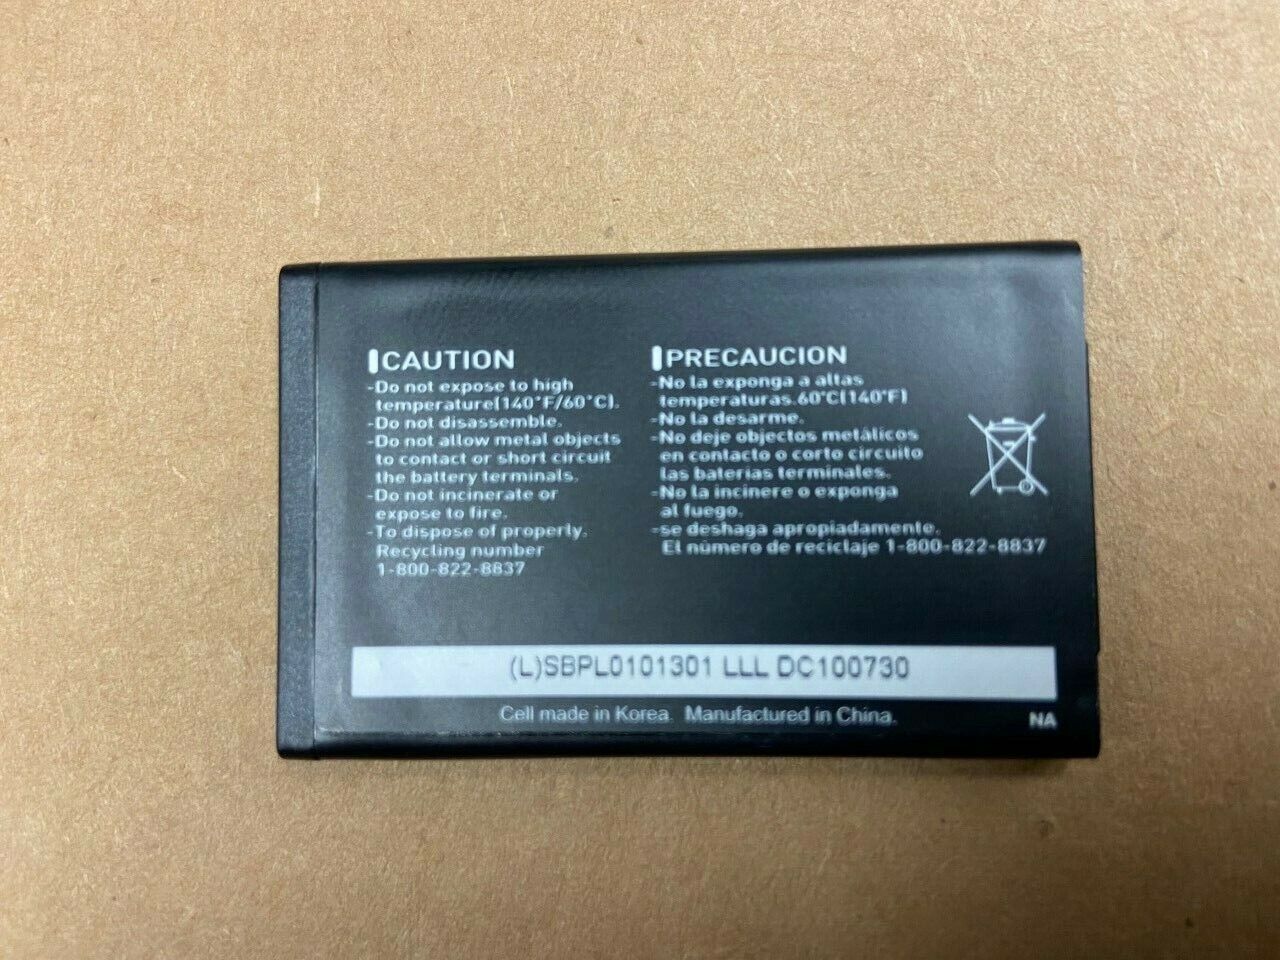 CAUTION
-Do not expose to high
temperature(140°F/60°C).
-Do not disassemble.
-Do not allow metal objects
to contact or short circuit
the battery terminals.
-Do not incinerate or
expose to fire.
-To dispose of properly.
Recycling number
1-800-822-8837
PRECAUCION
-No la exponga a altas
temperaturas.60°C(140°F)
-No la desarme.
-No deje objectos metálicos
en contacto o corto circuito
las baterias terminales.
-No la incinere o exponga
al fuego.
-se deshaga apropiadamente.
El número de reciclaje 1-800-822-8837
(L)SBPL0101301 LLL DC100730
Cell made in Korea. Manufactured in China.
NA